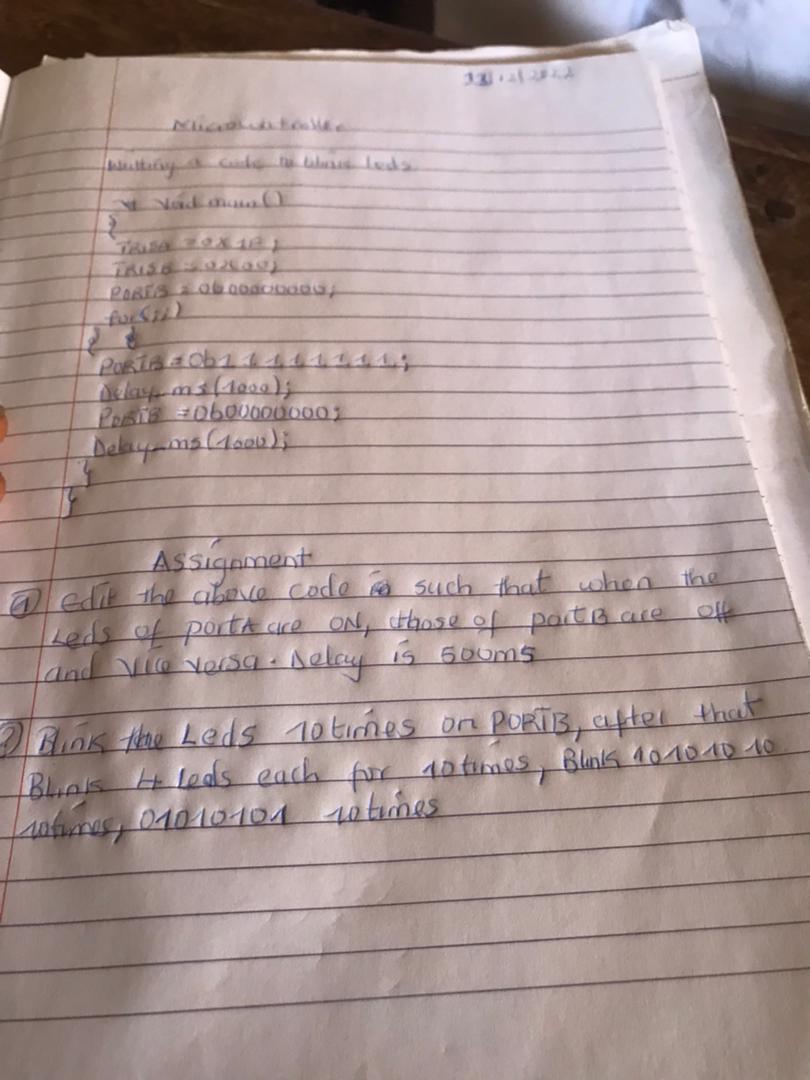 12/2022
Microcontroller
Writting a code to blink leds
void main()
{
TRISA = 0x1F;
TRISB = 0x00;
PORTB = 0b00000000;
for(;;)
{
PORTB = 0b11111111;
Delay_ms(1000);
PORTB = 0b00000000;
Delay_ms(1000);
}
}
Assignment
① edit the above code such that when the
Leds of portA are ON, those of portB are off
and vice versa. Delay is 500ms
② Blink the Leds 10times on PORTB, after that
Blink 4 leds each for 10times, Blink 10101010
10times, 01010101 10times